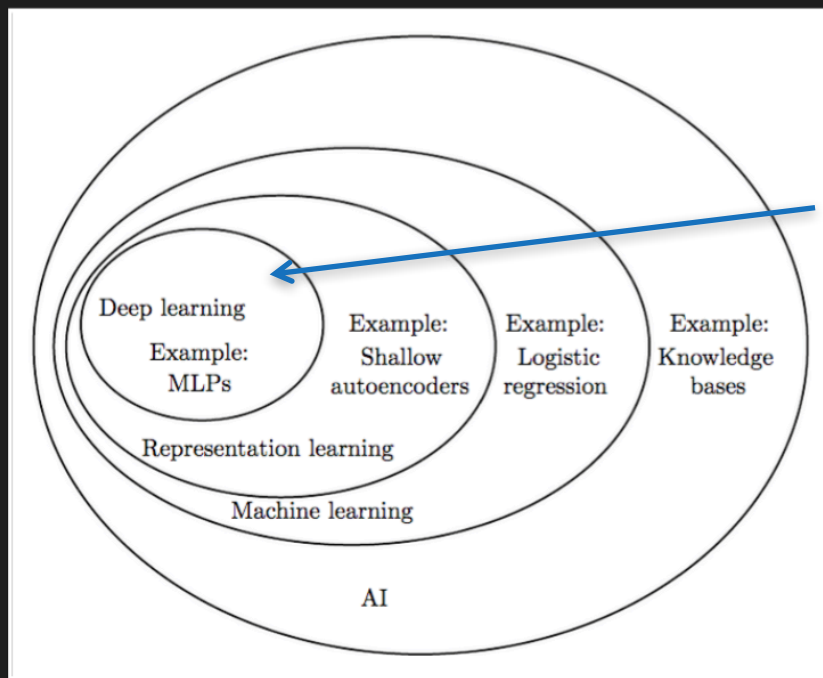 Deep learning
Example:
MLPs
Example:
Shallow
autoencoders
Example:
Logistic
regression
Example:
Knowledge
bases
Representation learning
Machine learning
AI